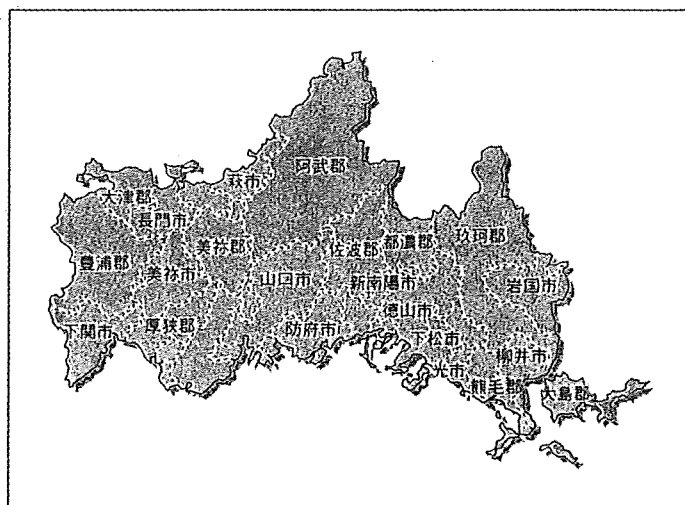 阿武郡
萩市
大津郡
長門市
美祢郡
佐波郡
都濃郡
玖珂郡
豊浦郡
美祢市
山口市
新南陽市
岩国市
徳山市
下関市
厚狭郡
防府市
下松市
柳井市
光市
熊毛郡
大島郡